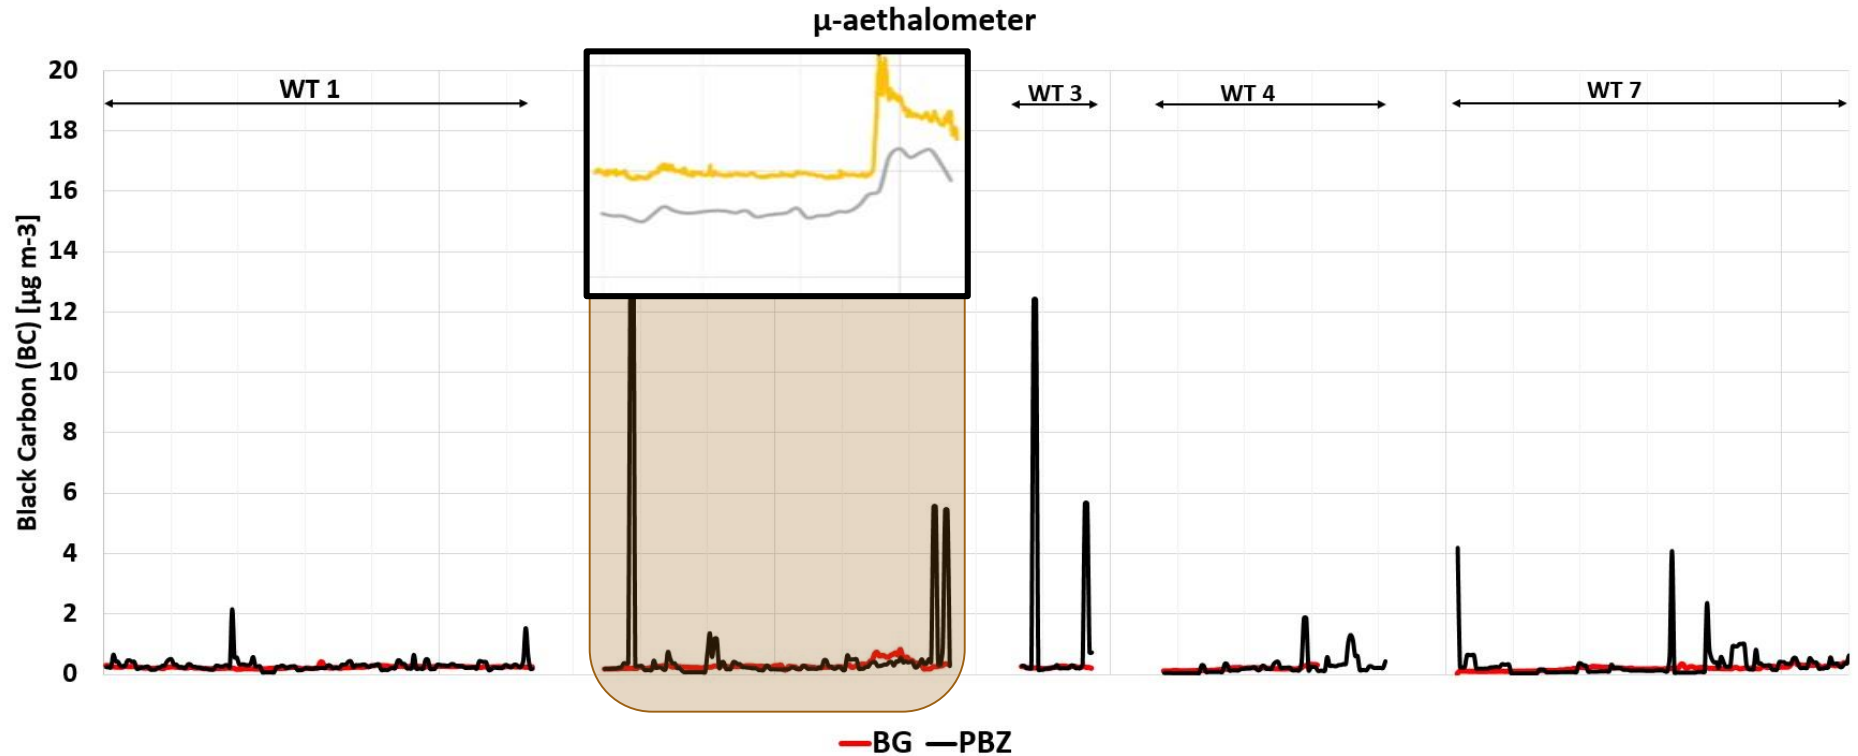 μ-aethalometer
Black Carbon (BC) [μg m-3]
20
18
16
14
12
10
8
6
4
2
0
WT 1
WT 3
WT 4
WT 7
BG
PBZ